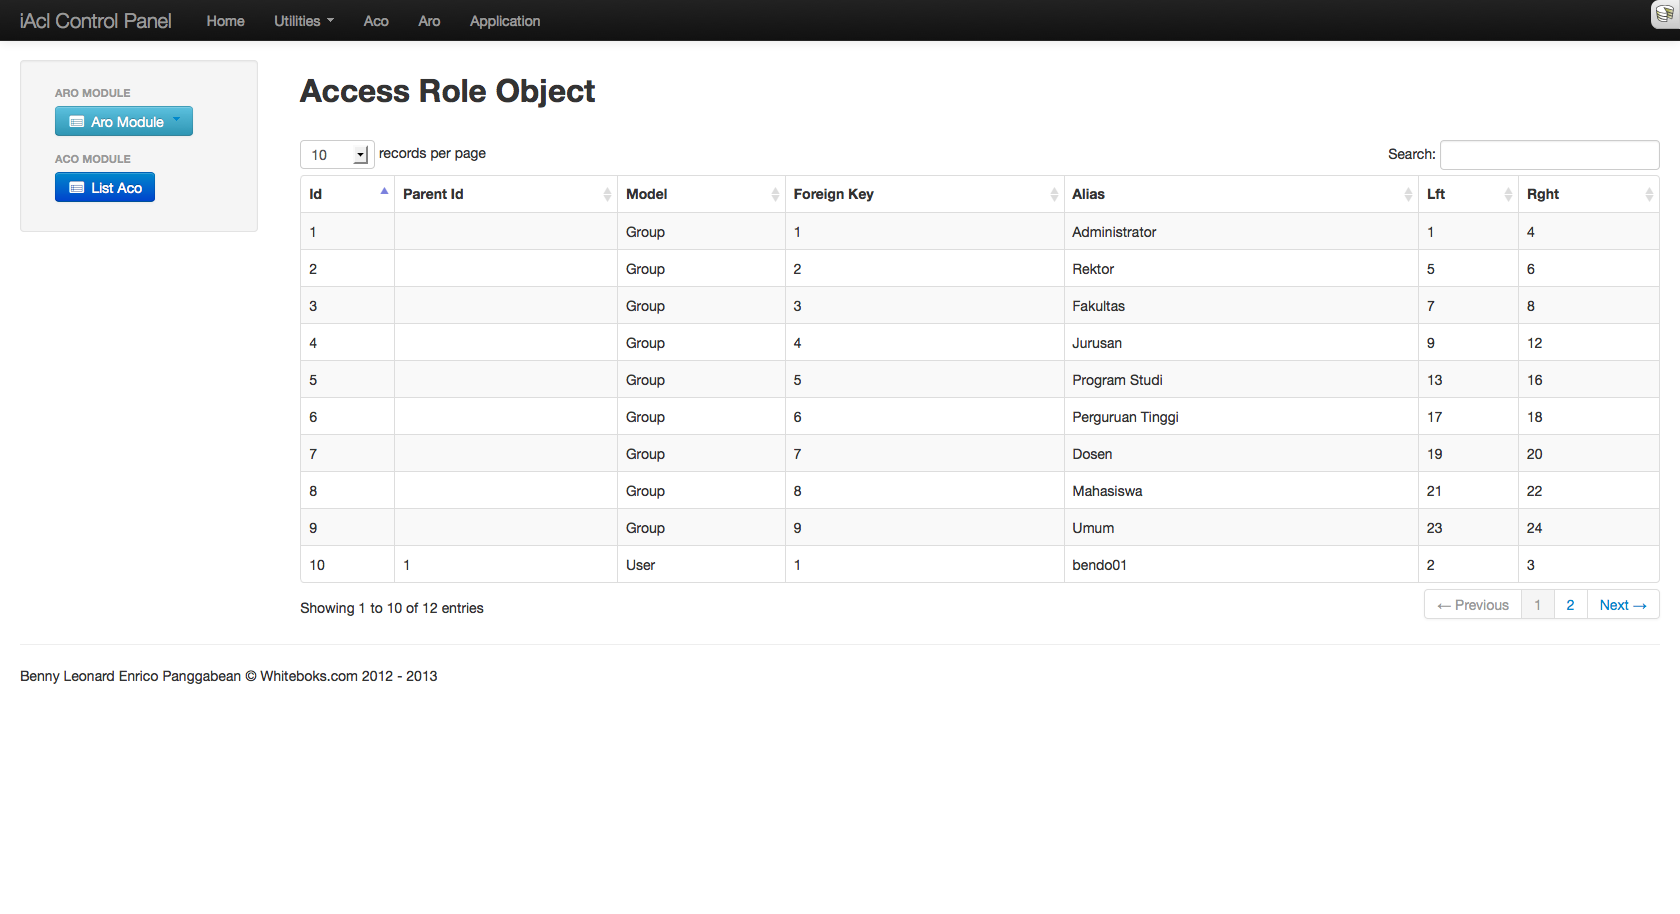 iAcl Control Panel Home Utilities Aco Aro Application
ARO MODULE
Aro Module
ACO MODULE
List Aco
Access Role Object
10 records per page Search:
Id Parent Id Model Foreign Key Alias Lft Rght
1 Group 1 Administrator 1 4
2 Group 2 Rektor 5 6
3 Group 3 Fakultas 7 8
4 Group 4 Jurusan 9 12
5 Group 5 Program Studi 13 16
6 Group 6 Perguruan Tinggi 17 18
7 Group 7 Dosen 19 20
8 Group 8 Mahasiswa 21 22
9 Group 9 Umum 23 24
10 1 User 1 bendo01 2 3
Showing 1 to 10 of 12 entries ← Previous 1 2 Next →
Benny Leonard Enrico Panggabean © Whiteboks.com 2012 - 2013